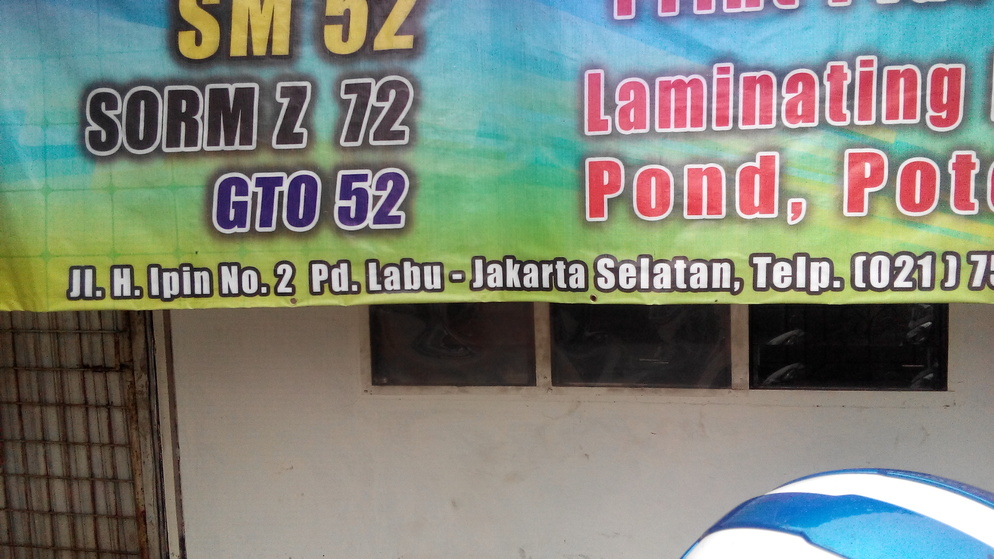 SM 52
SORM Z 72
GTO 52
Laminating
Pond,
Jl. H. Ipin No. 2 Pd. Labu - Jakarta Selatan, Telp. (021) 75